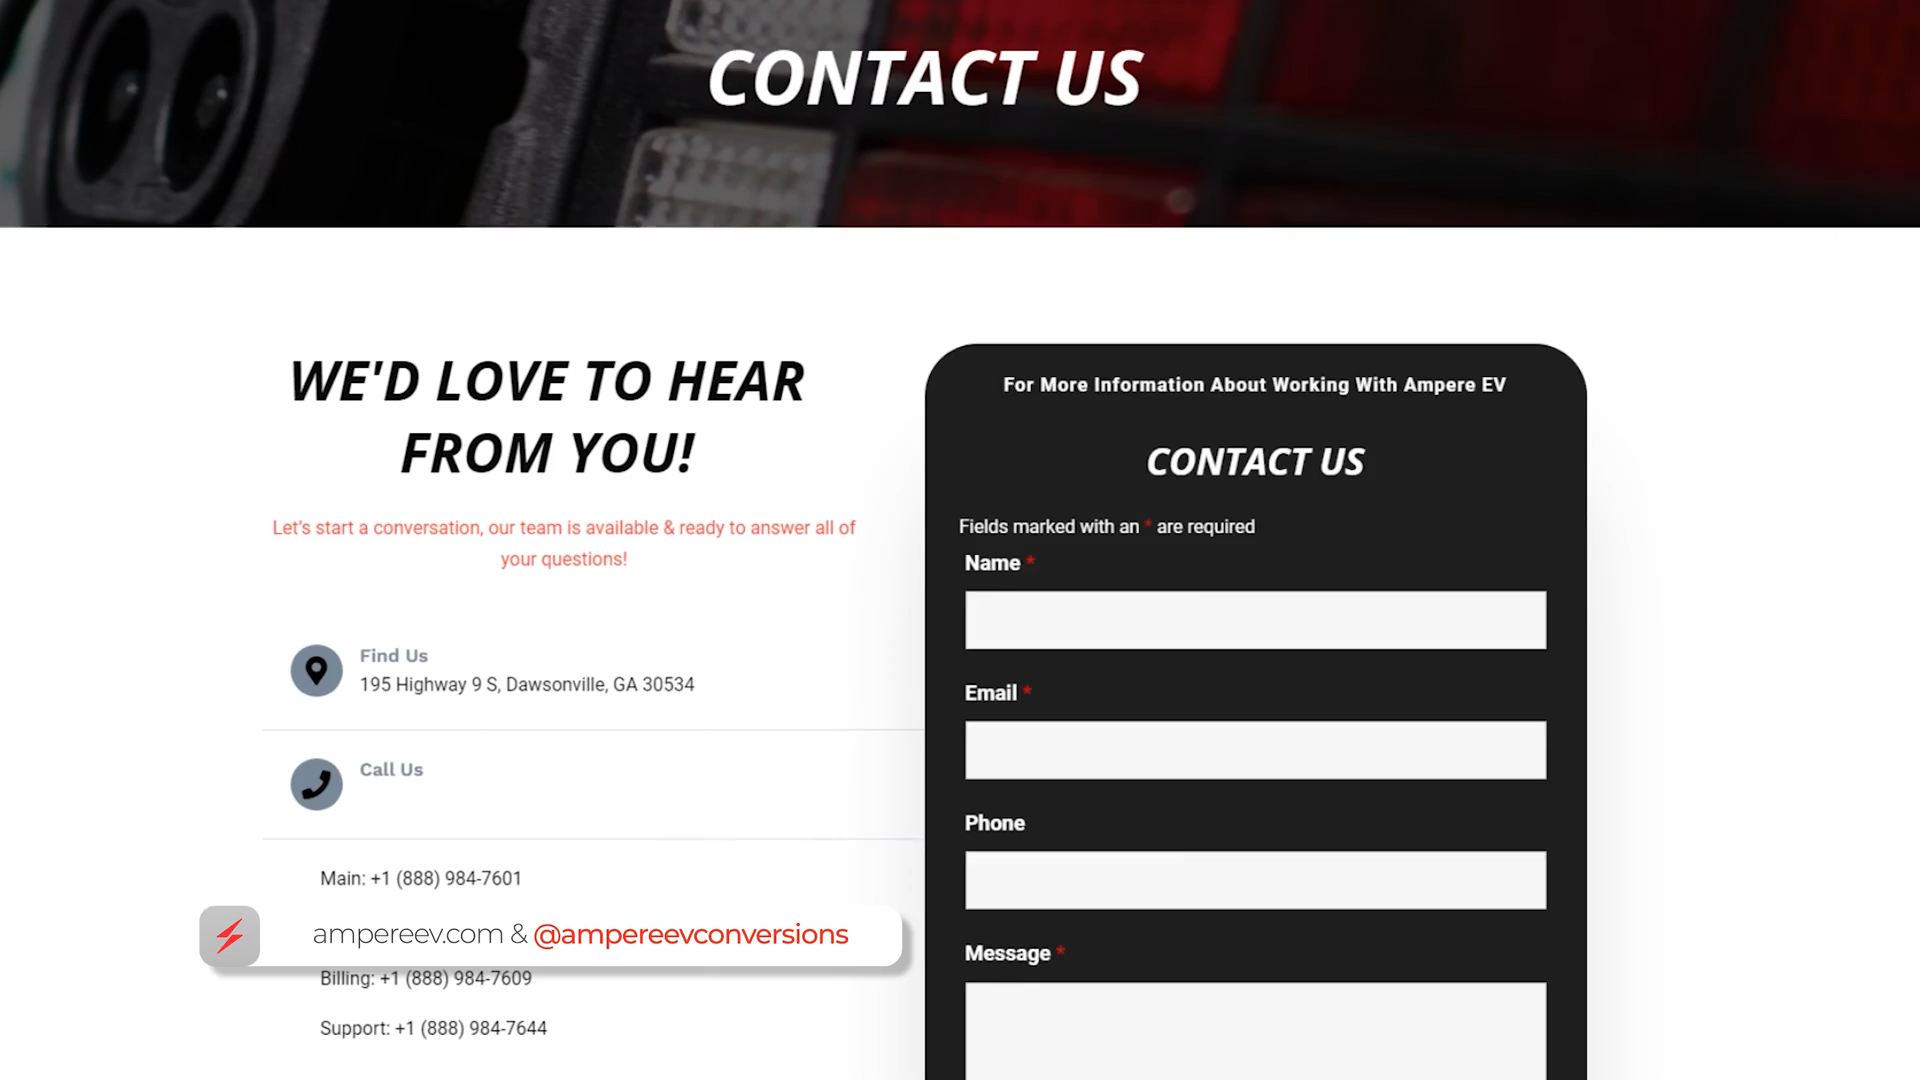 CONTACT US
WE'D LOVE TO HEAR
FROM YOU!
Let's start a conversation, our team is available & ready to answer all of
your questions!
Find Us
195 Highway 9 S, Dawsonville, GA 30534
Call Us
Main: +1 (888) 984-7601
ampereev.com & @ampereevconversions
Billing: +1 (888) 984-7609
Support: +1 (888) 984-7644
For More Information About Working With Ampere EV
CONTACT US
Fields marked with an * are required
Name *
Email *
Phone
Message *